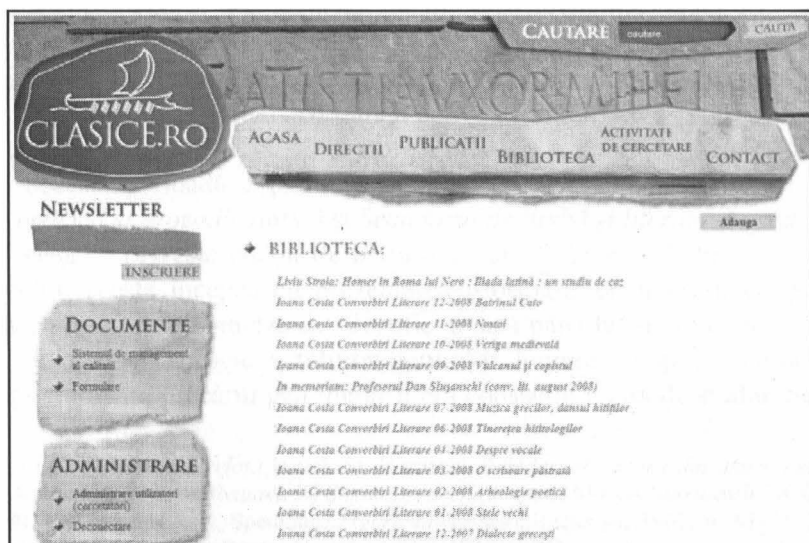 CAUTARE cautare CAUTA
ATISTIAVXORMIHI
CLASICE.RO
ACASA
DIRECTII
PUBLICATII
BIBLIOTECA
ACTIVITATE
DE CERCETARE
CONTACT
NEWSLETTER
INSCRIERE
Adauga
BIBLIOTECA:
Liviu Stroia: Homer in Roma lui Nero : Iliada latină : un studiu de caz
Ioana Costa Convorbiri Literare 12-2008 Batrinul Cato
Ioana Costa Convorbiri Literare 11-2008 Nostoi
Ioana Costa Convorbiri Literare 10-2008 Veriga medievală
Ioana Costa Convorbiri Literare 09-2008 Vulcanul și copistul
In memoriam: Profesorul Dan Slușanschi (conv. lit. august 2008)
Ioana Costa Convorbiri Literare 07-2008 Muzica grecilor, dansul hitiților
Ioana Costa Convorbiri Literare 06-2008 Tinerețea hititologilor
Ioana Costa Convorbiri Literare 04-2008 Despre vocale
Ioana Costa Convorbiri Literare 03-2008 O scrisoare păstrată
Ioana Costa Convorbiri Literare 02-2008 Arheologie poetică
Ioana Costa Convorbiri Literare 01-2008 Stele vechi
Ioana Costa Convorbiri Literare 12-2007 Dialecte grecești
DOCUMENTE
Sistemul de management
al calitatii
Formulare
ADMINISTRARE
Administrare utilizatori
(cercetatori)
Deconectare